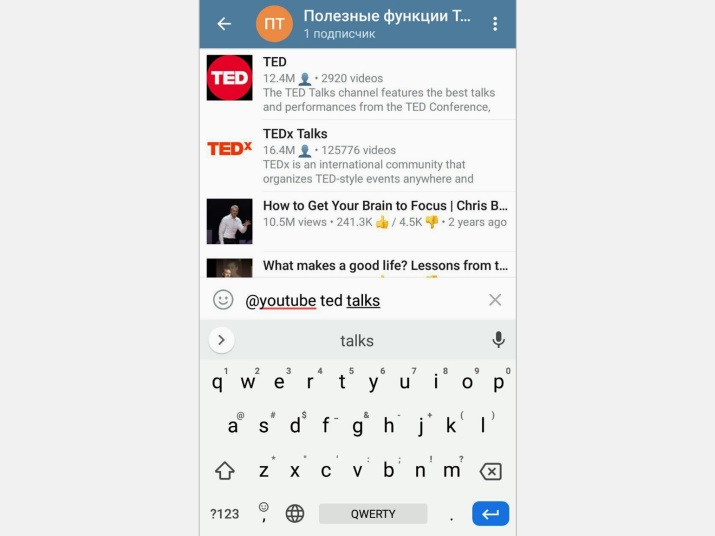 ПТ
Полезные функции Т...
1 подписчик
TED
TED
12.4M 👤 • 2920 videos
The TED Talks channel features the best talks
and performances from the TED Conference,
TEDx
TEDx Talks
16.4M 👤 • 125776 videos
TEDx is an international community that
organizes TED-style events anywhere and
How to Get Your Brain to Focus | Chris B...
10.5M views • 241.3K 👍 / 4.5K 👎 • 2 years ago
What makes a good life? Lessons from t...
@youtube ted talks
talks
q1 w2 e3 r4 t5 y6 u7 i8 o9 p0
a@ s# d$ f_ g& h- j+ k( l)
z* x" c' v: b; n! m?
?123 , QWERTY .